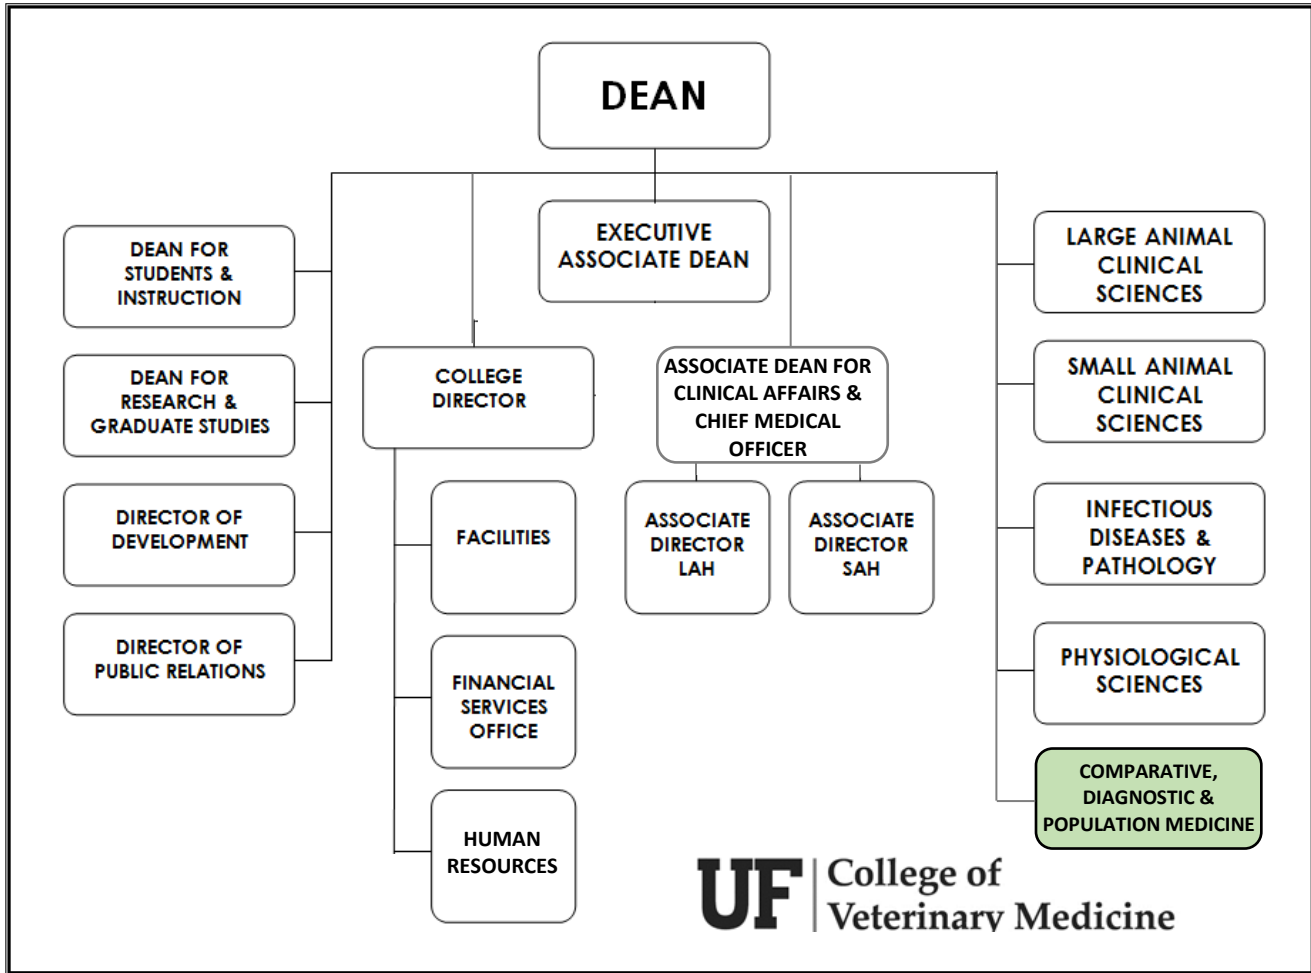 DEAN
EXECUTIVE
ASSOCIATE DEAN
DEAN FOR
STUDENTS &
INSTRUCTION
DEAN FOR
RESEARCH &
GRADUATE STUDIES
DIRECTOR OF
DEVELOPMENT
DIRECTOR OF
PUBLIC RELATIONS
COLLEGE
DIRECTOR
FACILITIES
FINANCIAL
SERVICES
OFFICE
HUMAN
RESOURCES
ASSOCIATE DEAN FOR
CLINICAL AFFAIRS &
CHIEF MEDICAL
OFFICER
ASSOCIATE
DIRECTOR
LAH
ASSOCIATE
DIRECTOR
SAH
LARGE ANIMAL
CLINICAL
SCIENCES
SMALL ANIMAL
CLINICAL
SCIENCES
INFECTIOUS
DISEASES &
PATHOLOGY
PHYSIOLOGICAL
SCIENCES
COMPARATIVE,
DIAGNOSTIC &
POPULATION MEDICINE
UF College of
Veterinary Medicine